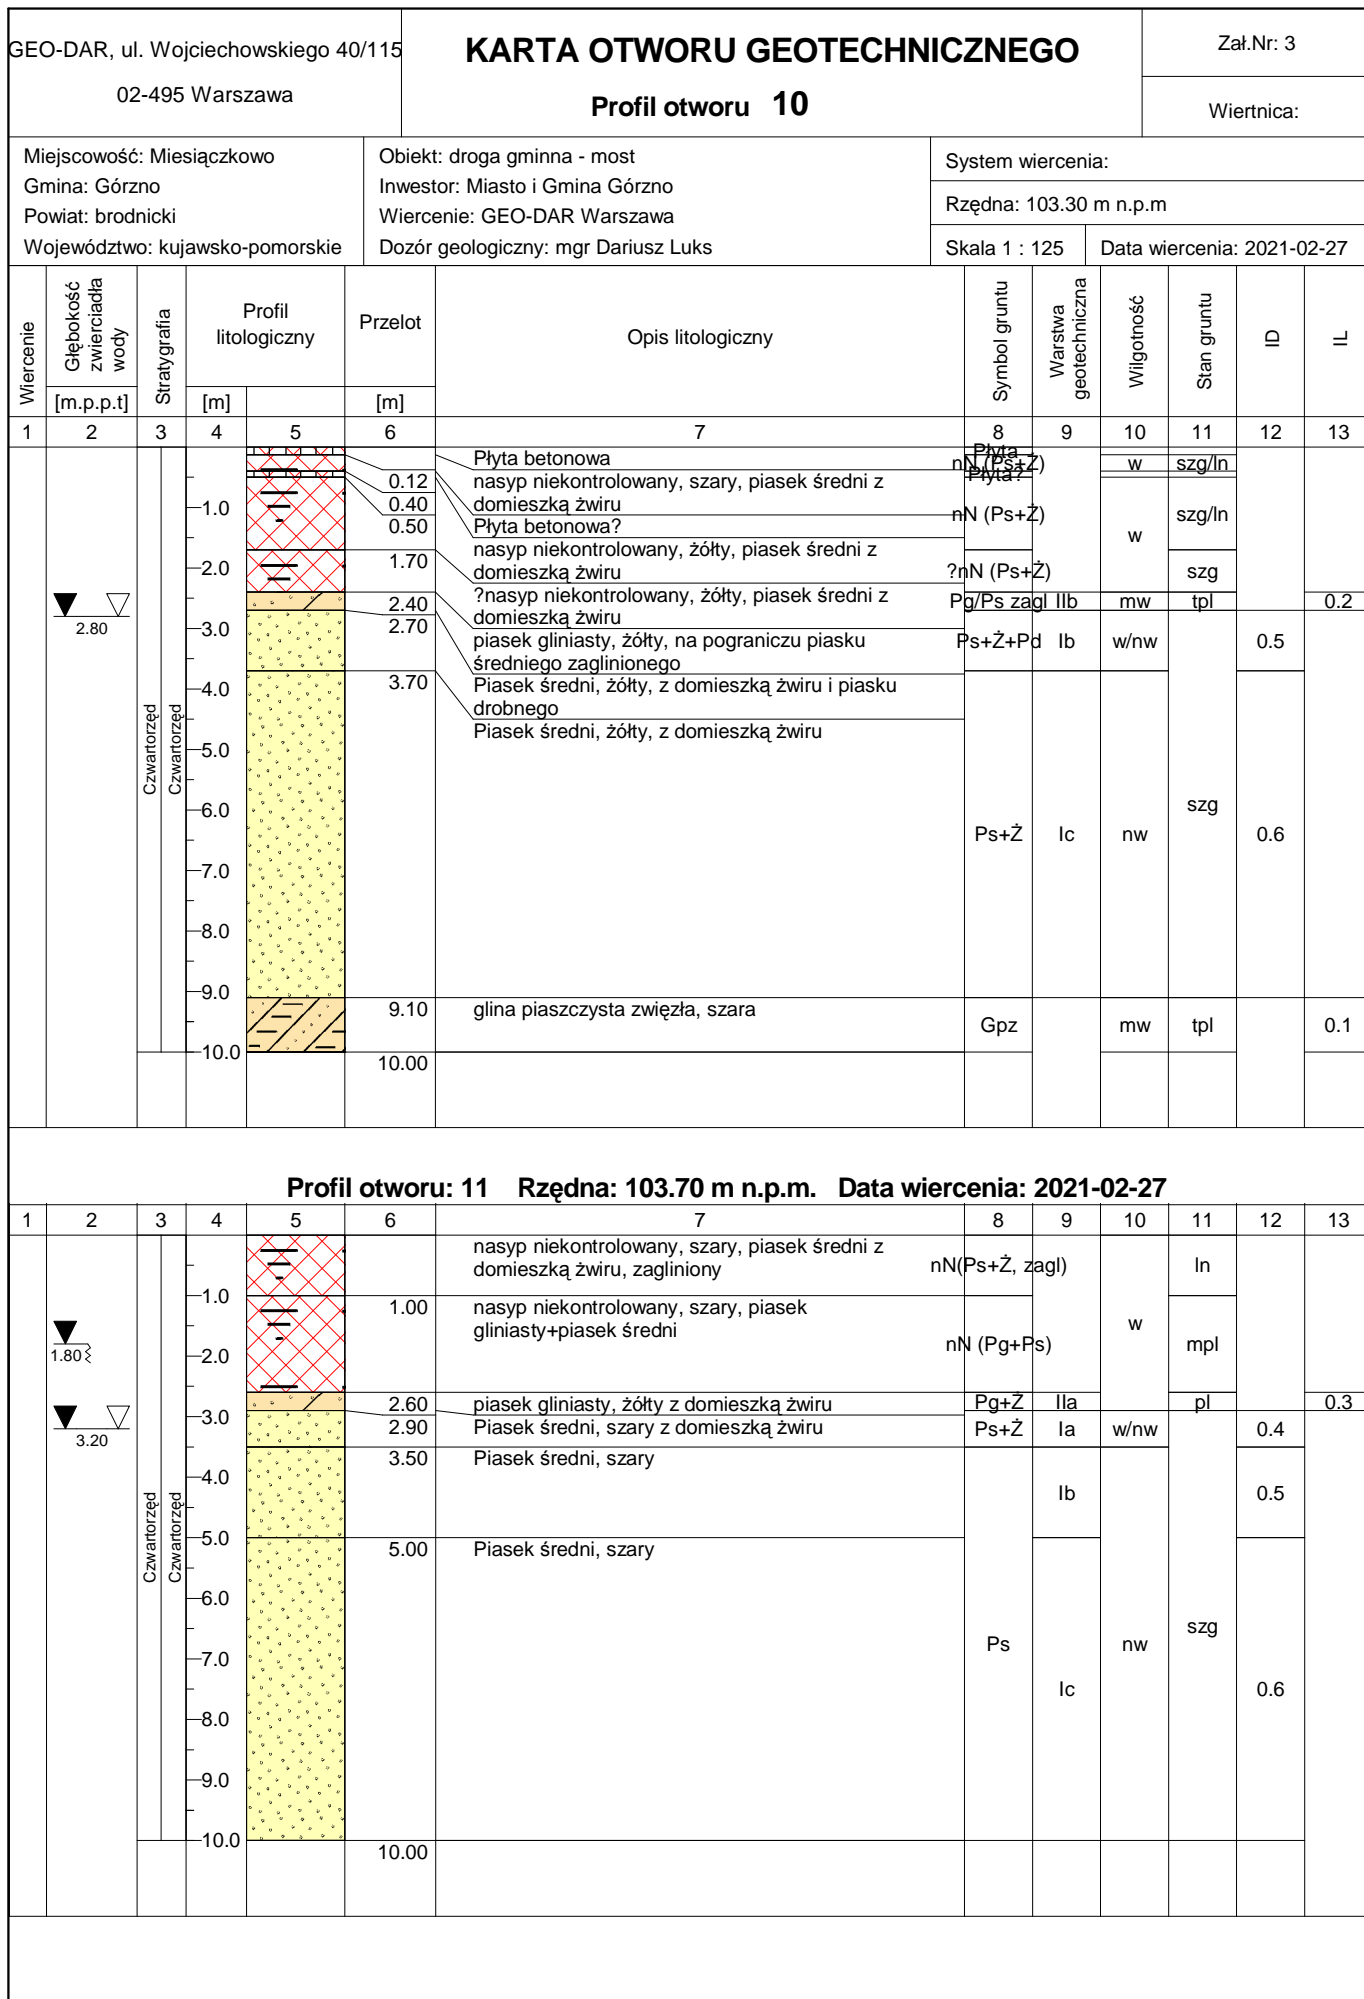 GEO-DAR, ul. Wojciechowskiego 40/115
02-495 Warszawa
KARTA OTWORU GEOTECHNICZNEGO
Profil otworu 10
Zał.Nr: 3
Wiertnica:
Miejscowość: Miesiączkowo
Gmina: Górzno
Powiat: brodnicki
Województwo: kujawsko-pomorskie
Obiekt: droga gminna - most
Inwestor: Miasto i Gmina Górzno
Wiercenie: GEO-DAR Warszawa
Dozór geologiczny: mgr Dariusz Luks
System wiercenia:
Rzędna: 103.30 m n.p.m
Skala 1 : 125
Data wiercenia: 2021-02-27
Wiercenie
Głębokość
zwierciadła
wody
[m.p.p.t]
Stratygrafia
Profil
litologiczny
[m]
Przelot
[m]
Opis litologiczny
Symbol gruntu
Warstwa
geotechniczna
Wilgotność
Stan gruntu
ID
IL
1 2 3 4 5 6 7 8 9 10 11 12 13
2.80
Czwartorzęd
Czwartorzęd
1.0
2.0
3.0
4.0
5.0
6.0
7.0
8.0
9.0
10.0
0.12
0.40
0.50
1.70
2.40
2.70
3.70
9.10
10.00
Płyta betonowa
nasyp niekontrolowany, szary, piasek średni z
domieszką żwiru
Płyta betonowa?
nasyp niekontrolowany, żółty, piasek średni z
domieszką żwiru
?nasyp niekontrolowany, żółty, piasek średni z
domieszką żwiru
piasek gliniasty, żółty, na pograniczu piasku
średniego zaglinionego
Piasek średni, żółty, z domieszką żwiru i piasku
drobnego
Piasek średni, żółty, z domieszką żwiru
glina piaszczysta zwięzła, szara
Płyta
nN (Ps+Ż)
Płyta?
nN (Ps+Ż)
?nN (Ps+Ż)
Pg/Ps zagl
Ps+Ż+Pd
Ps+Ż
Gpz
IIb
Ib
Ic
w
w
mw
w/nw
nw
mw
szg/ln
szg/ln
szg
tpl
szg
tpl
0.5
0.6
0.2
0.1
Profil otworu: 11 Rzędna: 103.70 m n.p.m. Data wiercenia: 2021-02-27
1 2 3 4 5 6 7 8 9 10 11 12 13
1.80
3.20
Czwartorzęd
Czwartorzęd
1.0
2.0
3.0
4.0
5.0
6.0
7.0
8.0
9.0
10.0
1.00
2.60
2.90
3.50
5.00
10.00
nasyp niekontrolowany, szary, piasek średni z
domieszką żwiru, zagliniony
nasyp niekontrolowany, szary, piasek
gliniasty+piasek średni
piasek gliniasty, żółty z domieszką żwiru
Piasek średni, szary z domieszką żwiru
Piasek średni, szary
Piasek średni, szary
nN(Ps+Ż, zagl)
nN (Pg+Ps)
Pg+Ż
Ps+Ż
Ps
IIa
Ia
Ib
Ic
w
w/nw
nw
ln
mpl
pl
szg
0.4
0.5
0.6
0.3